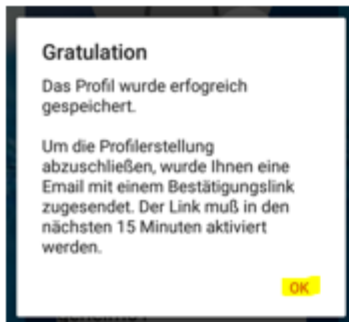 Gratulation
Das Profil wurde erfogreich
gespeichert.
Um die Profilerstellung
abzuschließen, wurde Ihnen eine
Email mit einem Bestätigungslink
zugesendet. Der Link muß in den
nächsten 15 Minuten aktiviert
werden.
OK